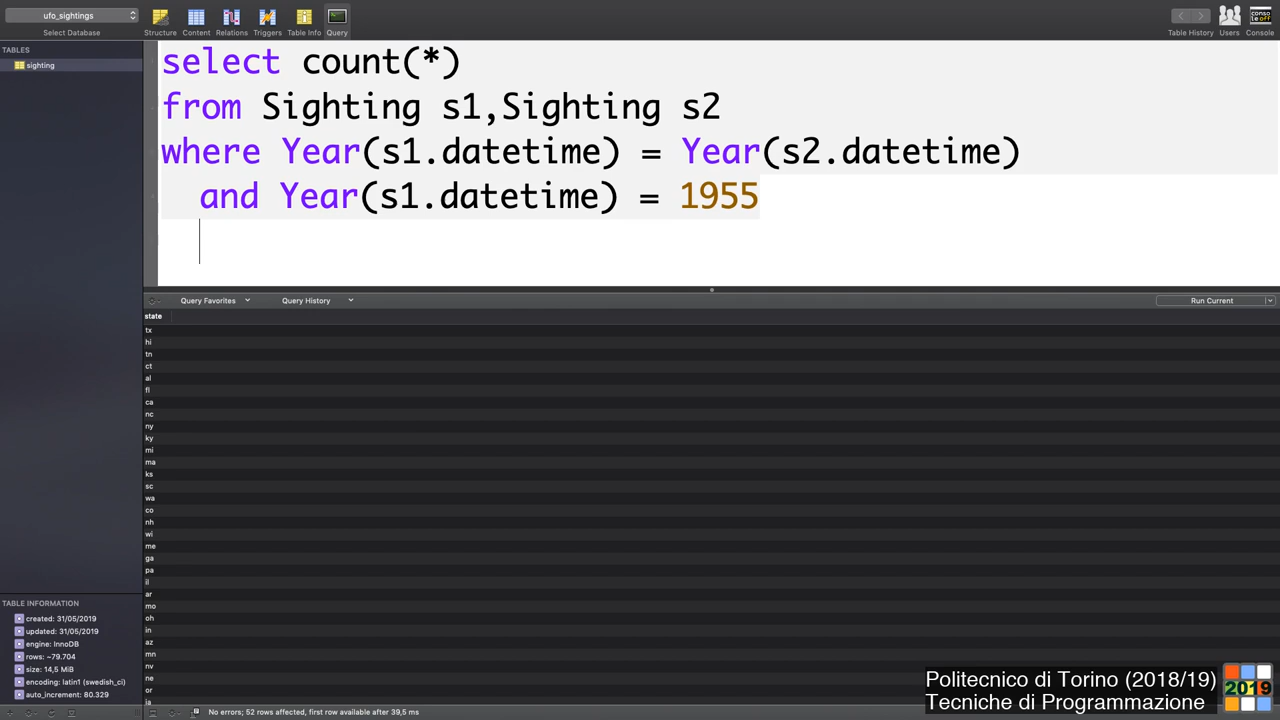 ufo_sightings
Select Database
Structure
Content
Relations
Triggers
Table Info
Query
Table History
Users
conso
le off
Console
TABLES
sighting
select count(*)
from Sighting s1,Sighting s2
where Year(s1.datetime) = Year(s2.datetime)
and Year(s1.datetime) = 1955
Query Favorites
Query History
Run Current
state
tx
hi
tn
ct
al
fl
ca
nc
ny
ky
mi
ma
ks
sc
wa
co
nh
wi
me
ga
pa
il
ar
mo
oh
in
az
mn
nv
ne
or
ia
TABLE INFORMATION
created: 31/05/2019
updated: 31/05/2019
engine: InnoDB
rows: ~79.704
size: 14,5 MiB
encoding: latin1 (swedish_ci)
auto_increment: 80.329
No errors; 52 rows affected, first row available after 39,5 ms
Politecnico di Torino (2018/19)
Tecniche di Programmazione
2019